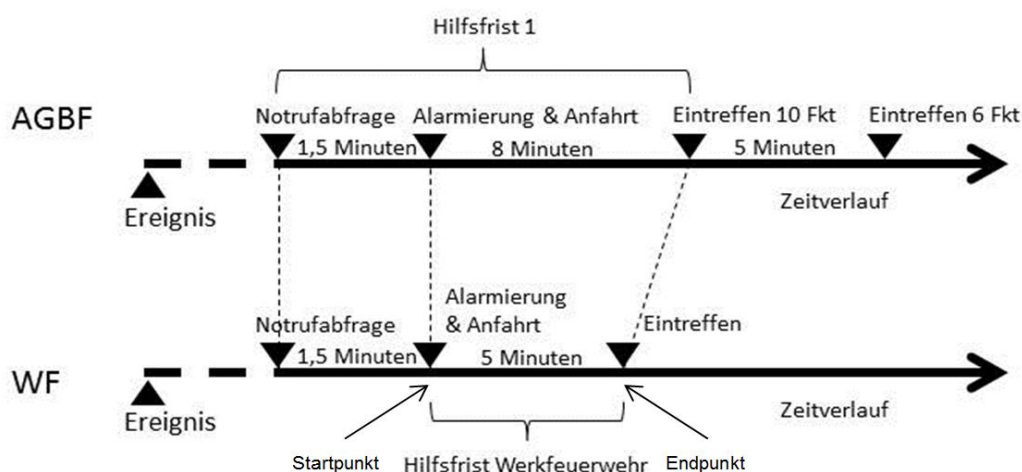 Hilfsfrist 1
AGBF
Notrufabfrage
Alarmierung & Anfahrt
Eintreffen 10 Fkt
Eintreffen 6 Fkt
1,5 Minuten
8 Minuten
5 Minuten
Ereignis
Zeitverlauf
WF
Notrufabfrage
Alarmierung
& Anfahrt
Eintreffen
1,5 Minuten
5 Minuten
Ereignis
Zeitverlauf
Startpunkt
Hilfsfrist Werkfeuerwehr
Endpunkt